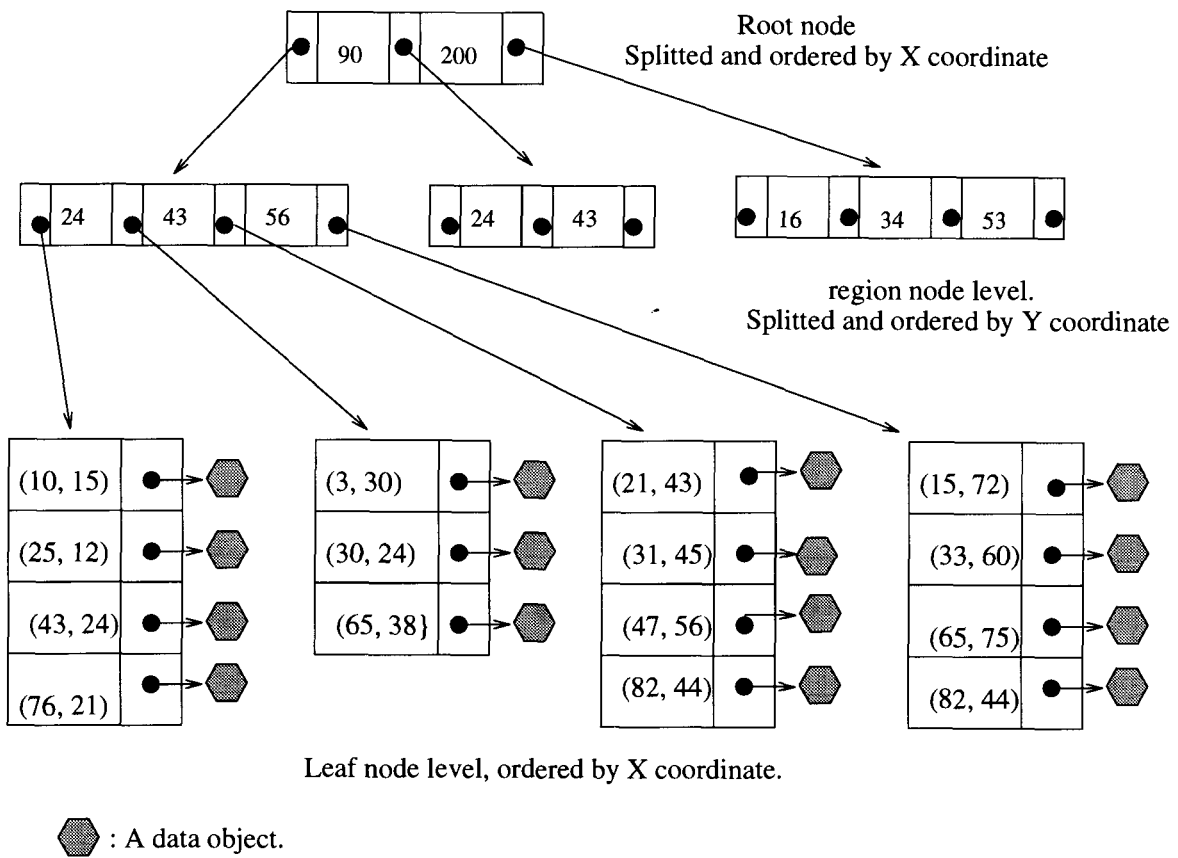 Root node
Splitted and ordered by X coordinate
90 200
24 43 56
24 43
16 34 53
region node level.
Splitted and ordered by Y coordinate
(10, 15)
(25, 12)
(43, 24)
(76, 21)
(3, 30)
(30, 24)
(65, 38}
(21, 43)
(31, 45)
(47, 56)
(82, 44)
(15, 72)
(33, 60)
(65, 75)
(82, 44)
Leaf node level, ordered by X coordinate.
: A data object.